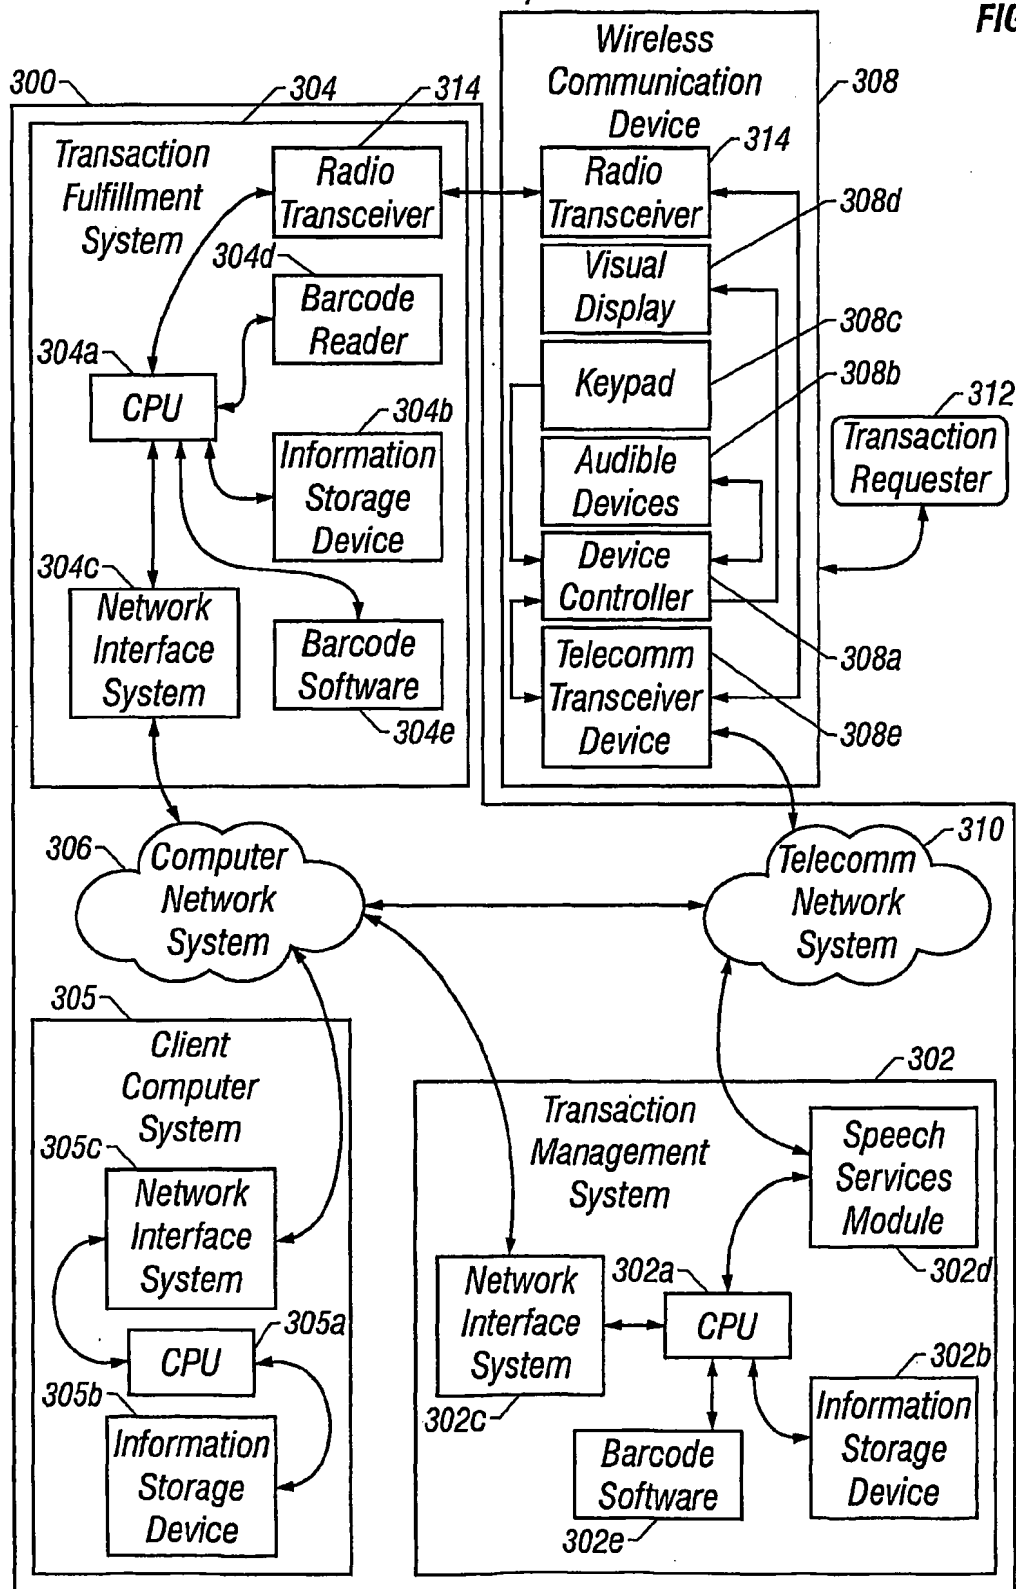 FIG
300
304
314
Transaction
Fulfillment
System
Radio
Transceiver
304d
Barcode
Reader
304a
CPU
304b
Information
Storage
Device
304c
Network
Interface
System
Barcode
Software
304e
Wireless
Communication
Device
308
314
Radio
Transceiver
308d
Visual
Display
308c
Keypad
308b
Audible
Devices
Device
Controller
308a
Telecomm
Transceiver
Device
308e
312
Transaction
Requester
306
Computer
Network
System
310
Telecomm
Network
System
305
Client
Computer
System
305c
Network
Interface
System
305a
CPU
305b
Information
Storage
Device
302
Transaction
Management
System
Speech
Services
Module
302d
302a
CPU
Network
Interface
System
302c
302b
Information
Storage
Device
Barcode
Software
302e